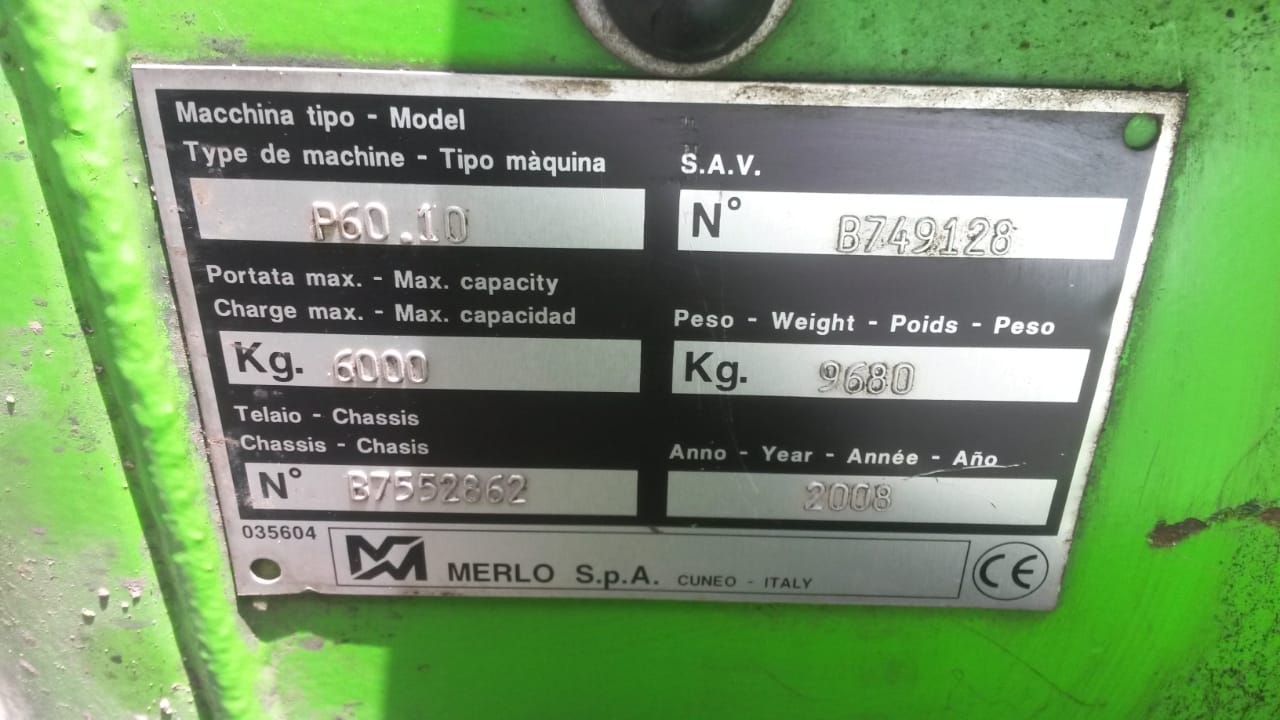 Macchina tipo - Model
Type de machine - Tipo màquina
P60.10
S.A.V.
N° B749128
Portata max. - Max. capacity
Charge max. - Max. capacidad
Kg. 6000
Peso - Weight - Poids - Peso
Kg. 9680
Telaio - Chassis
Chassis - Chasis
N° B7552862
Anno - Year - Année - Año
2008
035604
MERLO S.p.A. CUNEO - ITALY
CE